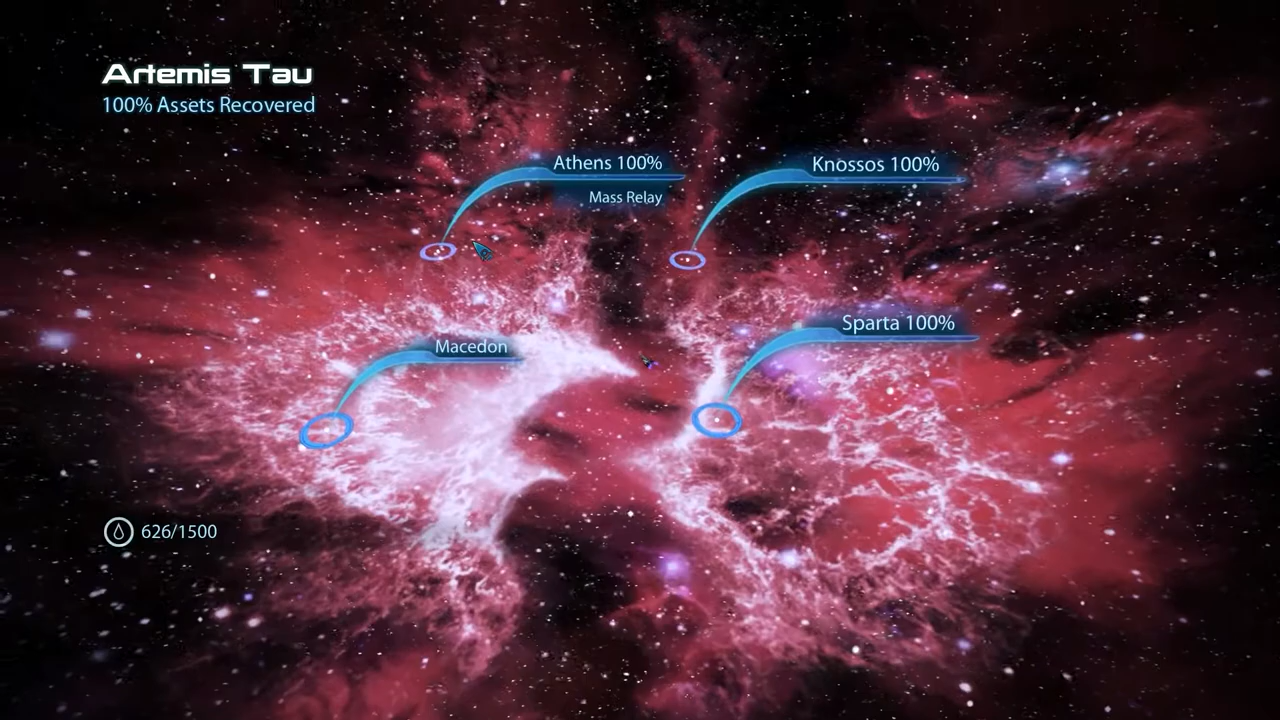 Artemis Tau
100% Assets Recovered
Athens 100%
Mass Relay
Knossos 100%
Sparta 100%
Macedon
626/1500